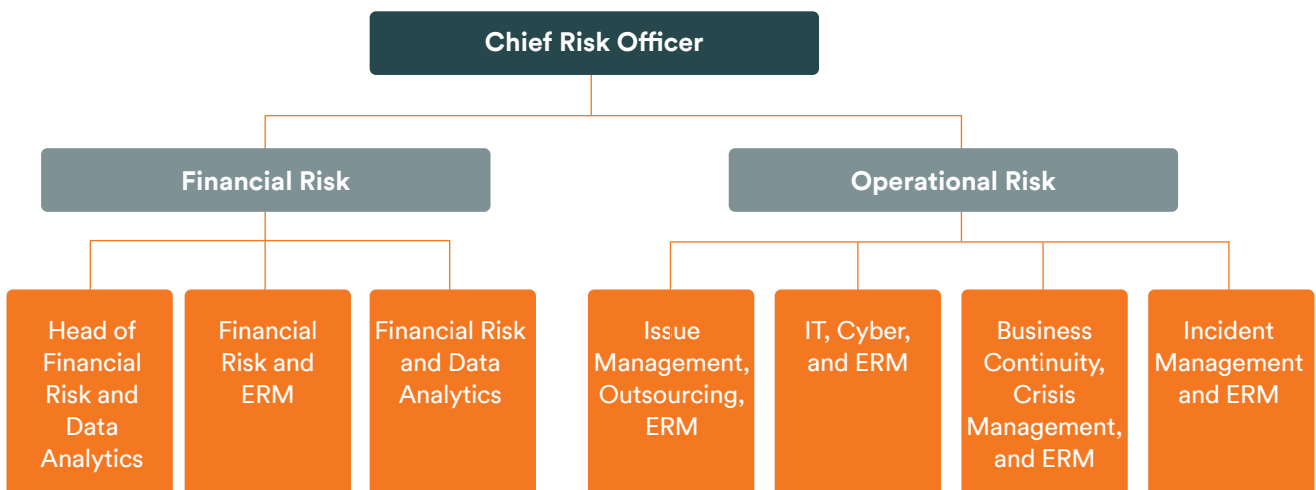 Chief Risk Officer
Financial Risk
Operational Risk
Head of
Financial
Risk and
Data
Analytics
Financial
Risk and
ERM
Financial Risk
and Data
Analytics
Issue
Management,
Outsourcing,
ERM
IT, Cyber,
and ERM
Business
Continuity,
Crisis
Management,
and ERM
Incident
Management
and ERM